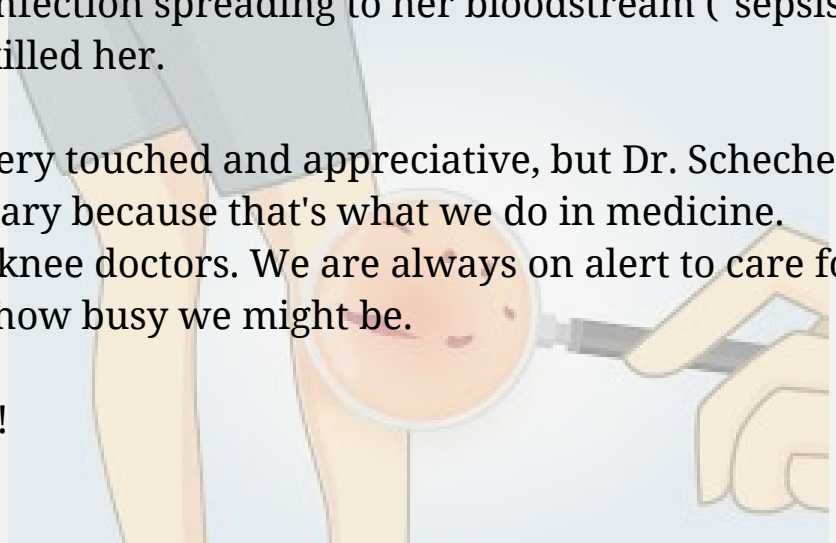 nfection spreading to her bloodstream ("sepsis
killed her.
ery touched and appreciative, but Dr. Scheche
ary because that's what we do in medicine.
knee doctors. We are always on alert to care fo
how busy we might be.
!